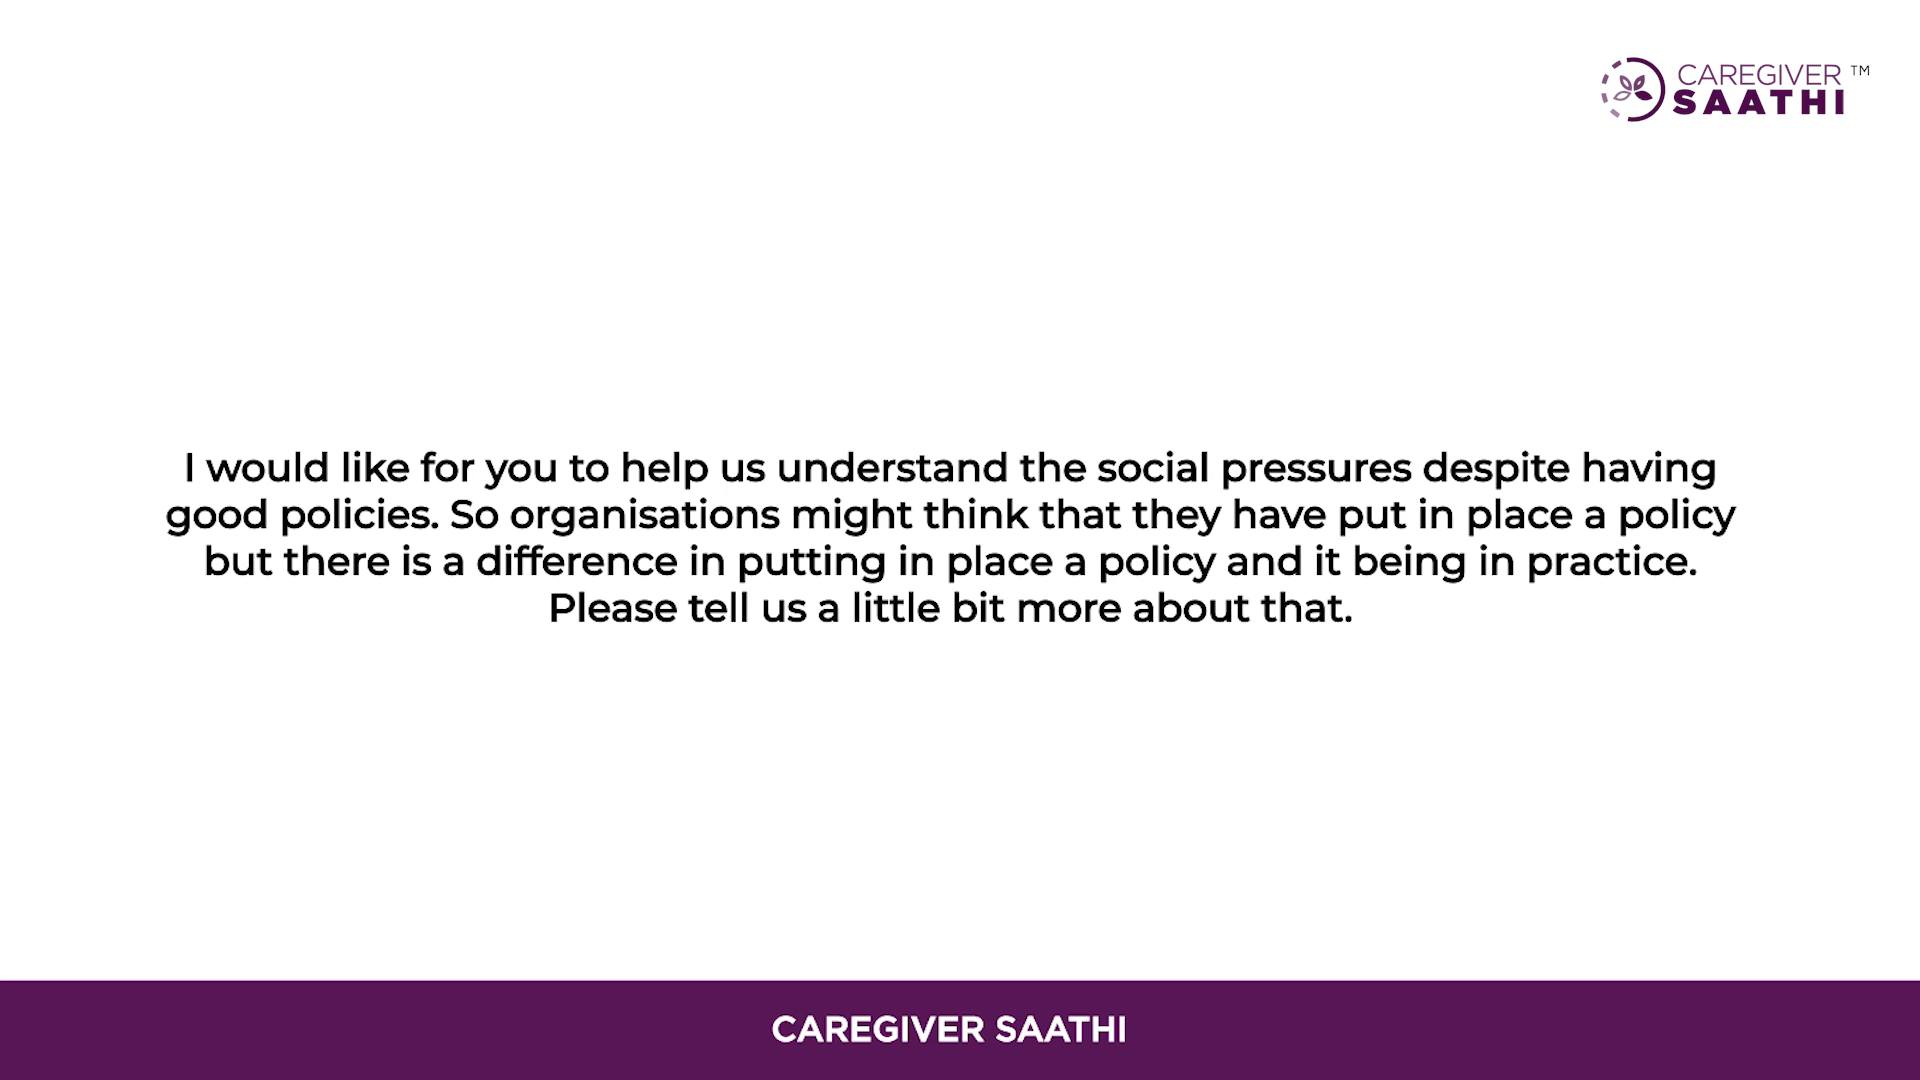 CAREGIVER TM
SAATHI
I would like for you to help us understand the social pressures despite having
good policies. So organisations might think that they have put in place a policy
but there is a difference in putting in place a policy and it being in practice.
Please tell us a little bit more about that.
CAREGIVER SAATHI